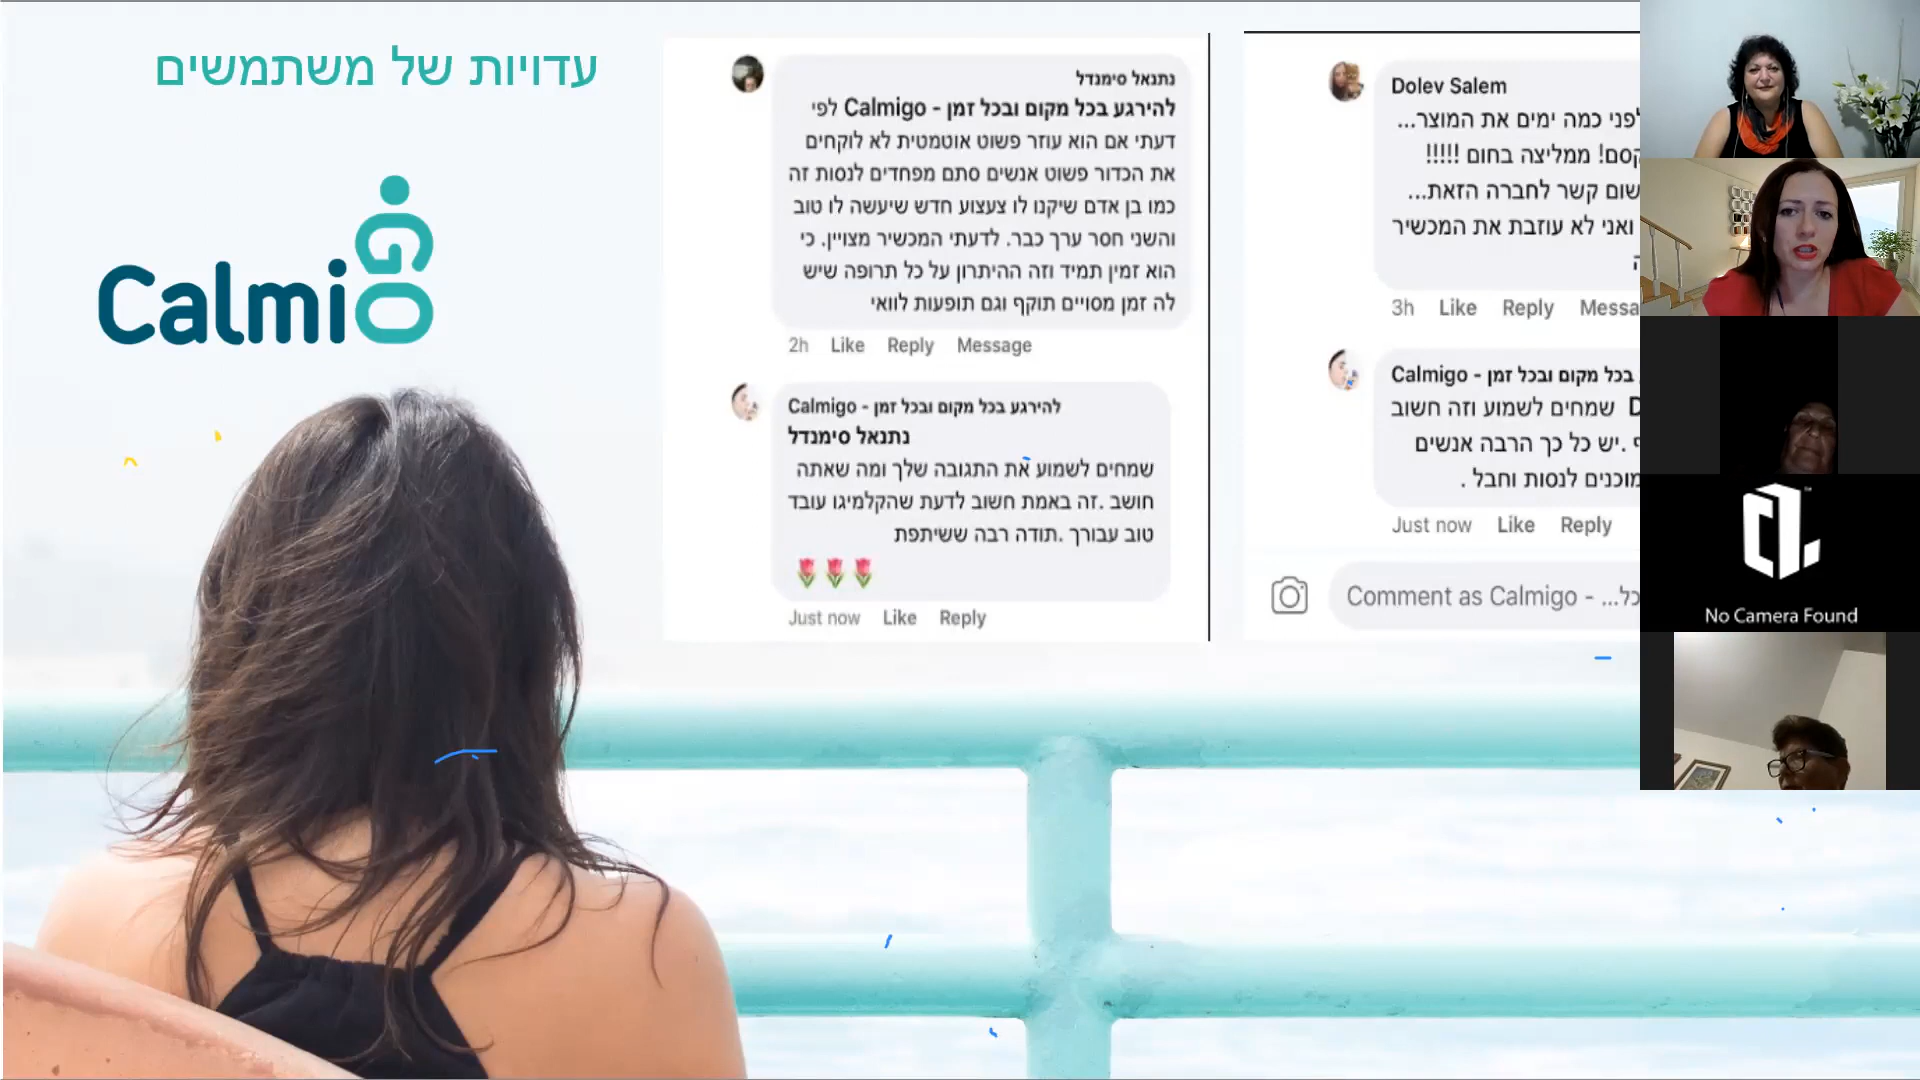 עדויות של משתמשים
CalmiGO
נתנאל סימנדל
להירגע בכל מקום ובכל זמן - Calmigo לפי
דעתי אם הוא עוזר פשוט אוטמטית לא לוקחים
את הכדור פשוט אנשים סתם מפחדים לנסות זה
כמו בן אדם שיקנו לו צעצוע חדש שיעשה לו טוב
והשני חסר ערך כבר. לדעתי המכשיר מצויין. כי
הוא זמין תמיד וזה ההיתרון על כל תרופה שיש
לה זמן מסויים תוקף וגם תופעות לוואי
2h Like Reply Message
Calmigo - להירגע בכל מקום ובכל זמן
נתנאל סימנדל
שמחים לשמוע את התגובה שלך ומה שאתה
חושב .זה באמת חשוב לדעת שהקלמיגו עובד
טוב עבורך .תודה רבה ששיתפת
Just now Like Reply
Dolev Salem
לפני כמה ימים את המוצר...
קסם! ממליצה בחום !!!!!
שום קשר לחברה הזאת...
ואני לא עוזבת את המכשיר
3h Like Reply Messa
Calmigo - בכל מקום ובכל זמן
D שמחים לשמוע וזה חשוב
.יש כל כך הרבה אנשים
מוכנים לנסות וחבל .
Just now Like Reply
Comment as Calmigo - ...כל
No Camera Found